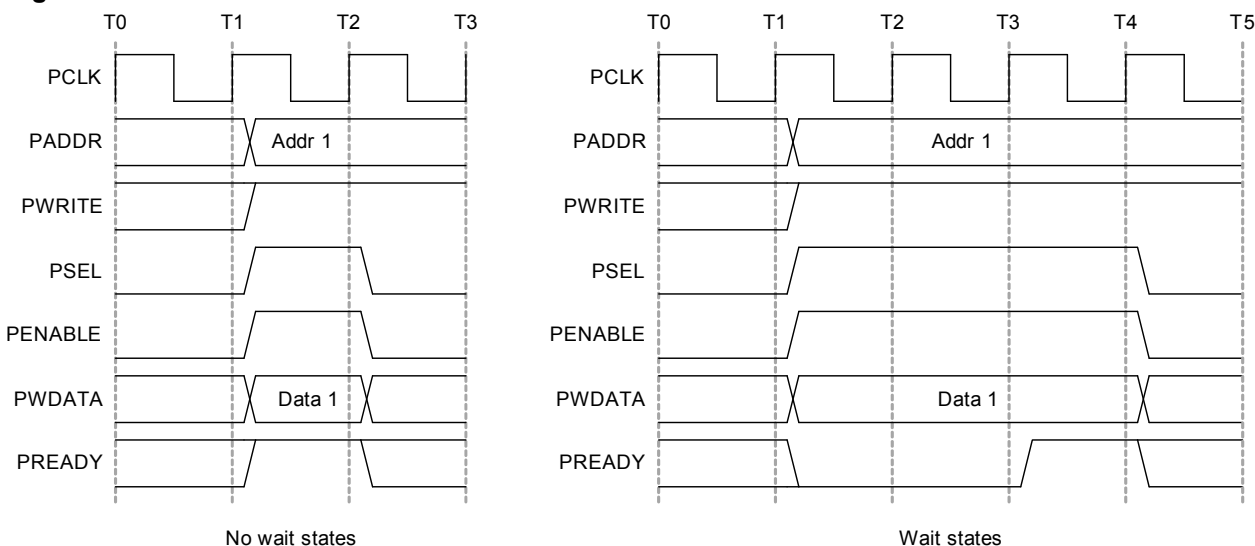 T0 T1 T2 T3 T0 T1 T2 T3 T4 T5
PCLK PCLK
PADDR Addr 1 PADDR Addr 1
PWRITE PWRITE
PSEL PSEL
PENABLE PENABLE
PWDATA Data 1 PWDATA Data 1
PREADY PREADY
No wait states Wait states